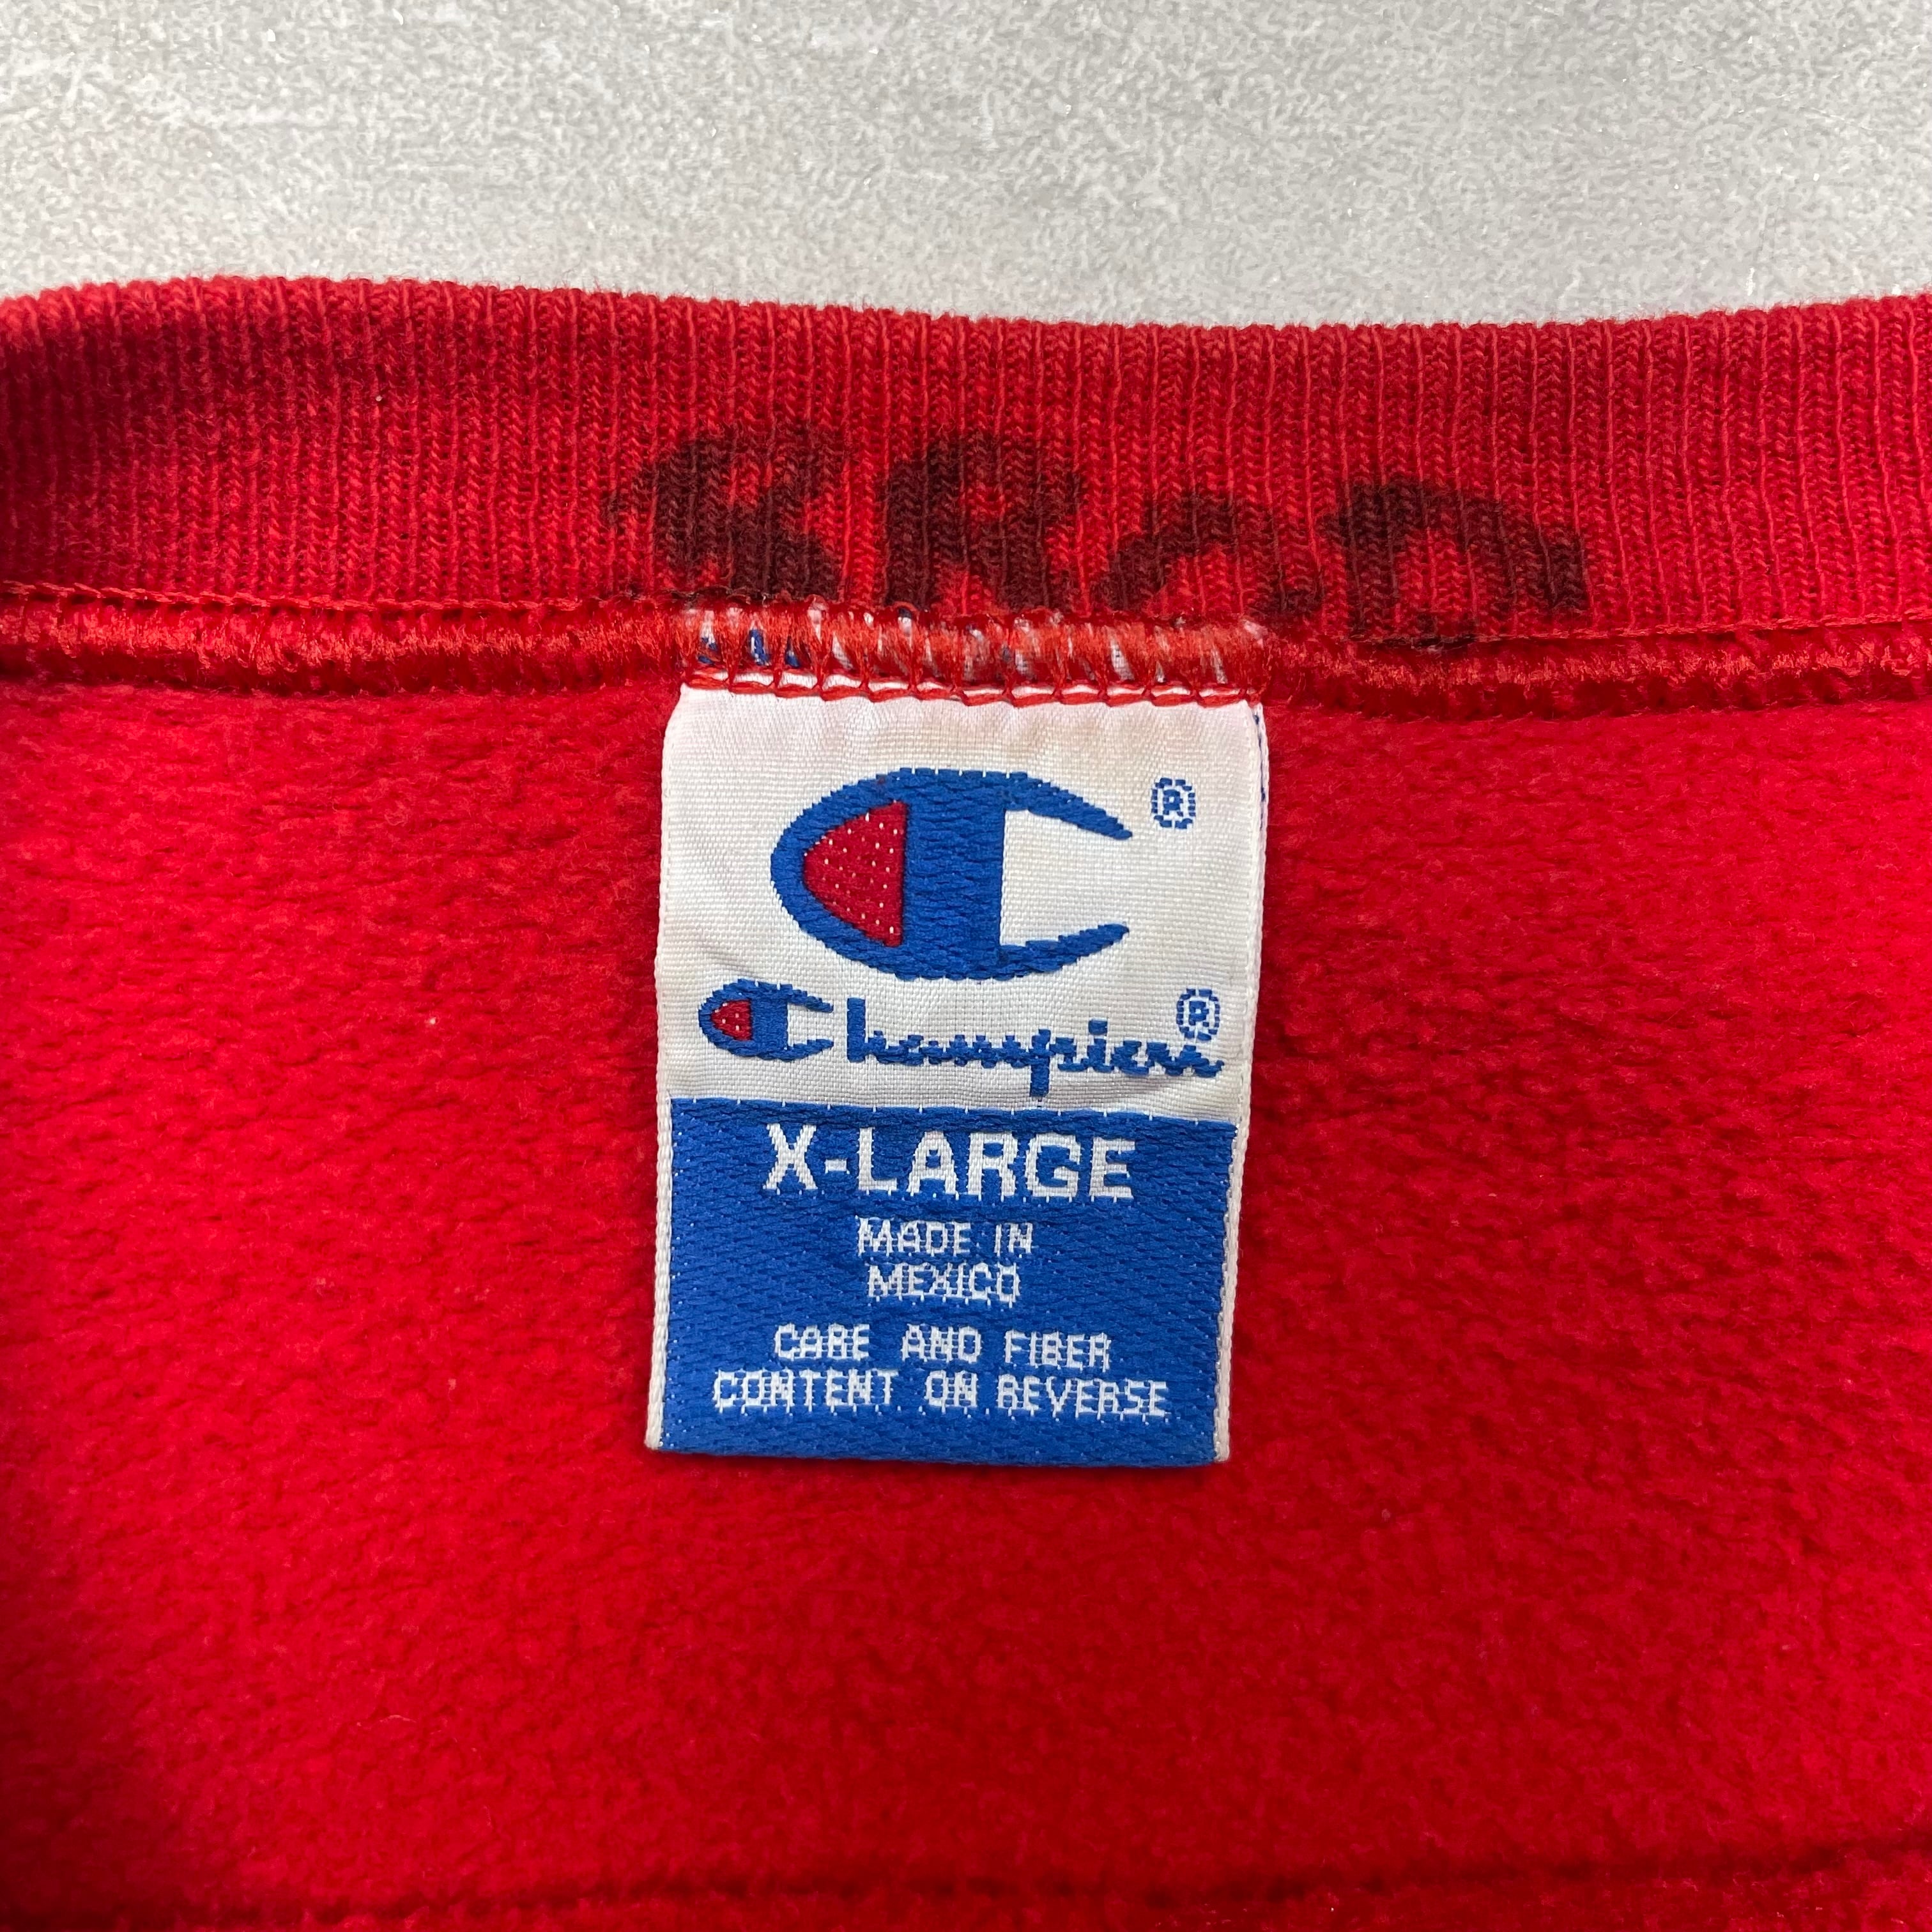 ®
Champion®
X-LARGE
MADE IN
MEXICO
CARE AND FIBER
CONTENT ON REVERSE